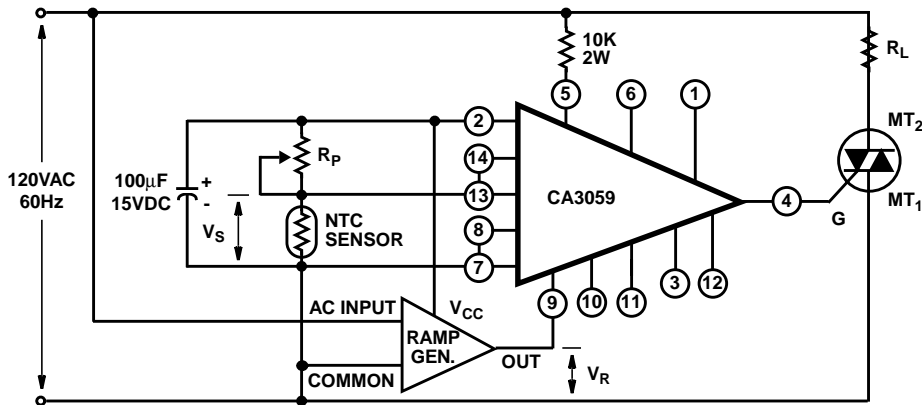 120VAC
60Hz
100μF
15VDC
+
-
V_S
R_P
NTC
SENSOR
2
14
13
8
7
10K
2W
5
6
1
CA3059
9
10
11
3
12
4
G
R_L
MT_2
MT_1
AC INPUT
V_CC
RAMP
GEN.
COMMON
OUT
V_R